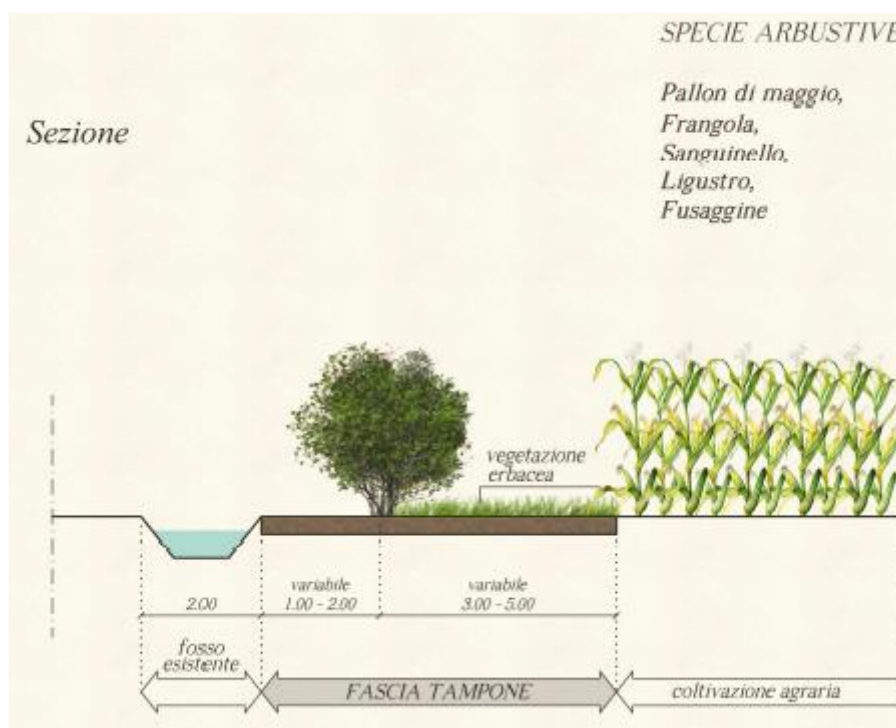 SPECIE ARBUSTIVE
Pallon di maggio,
Frangola,
Sanguinello,
Ligustro,
Fusaggine
Sezione
vegetazione
erbacea
2.00
variabile
1.00 - 2.00
variabile
3.00 - 5.00
fosso
esistente
FASCIA TAMPONE
coltivazione agraria